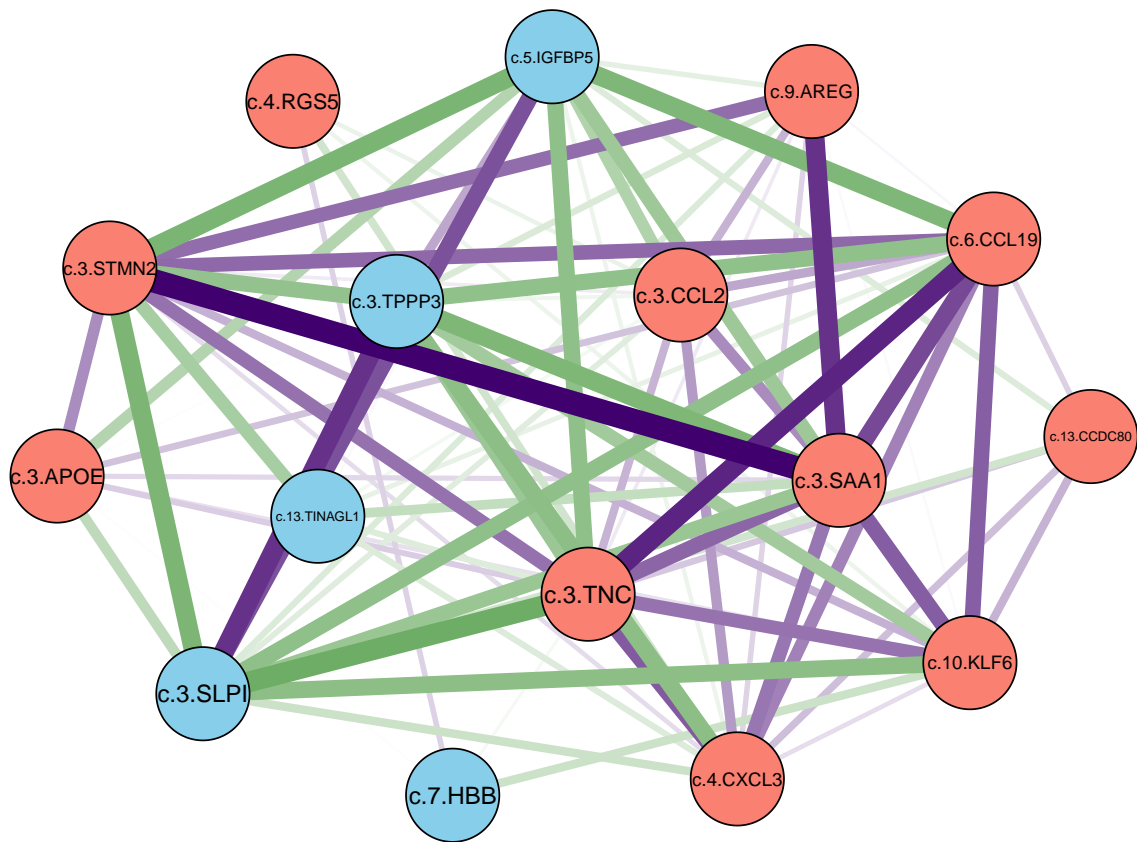 c.5.IGFBP5
c.9.AREG
c.4.RGS5
c.6.CCL19
c.3.STMN2
c.3.TPPP3
c.3.CCL2
c.13.CCDC80
c.3.APOE
c.3.SAA1
c.13.TINAGL1
c.3.TNC
c.10.KLF6
c.3.SLPI
c.4.CXCL3
c.7.HBB